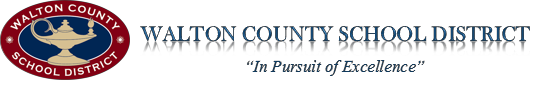 WALTON COUNTY
SCHOOL DISTRICT
WALTON COUNTY SCHOOL DISTRICT
“In Pursuit of Excellence”